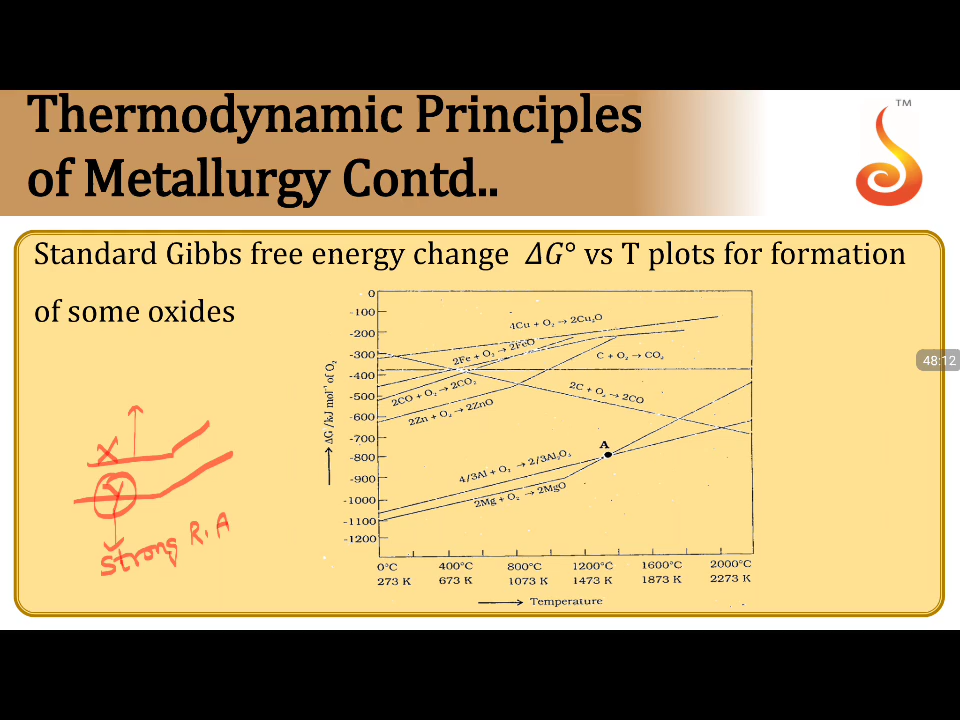 Thermodynamic Principles
of Metallurgy Contd..
TM
Standard Gibbs free energy change ΔG° vs T plots for formation
of some oxides
48:12
0
-100
-200
-300
-400
-500
-600
-700
-800
-900
-1000
-1100
-1200
ΔG /kJ mol⁻¹ of O₂
4Cu + O₂ → 2Cu₂O
2Fe + O₂ → 2FeO
C + O₂ → CO₂
2CO + O₂ → 2CO₂
2C + O₂ → 2CO
2Zn + O₂ → 2ZnO
A
4/3Al + O₂ → 2/3Al₂O₃
2Mg + O₂ → 2MgO
0°C 400°C 800°C 1200°C 1600°C 2000°C
273 K 673 K 1073 K 1473 K 1873 K 2273 K
Temperature
X
Y
Strong R.A